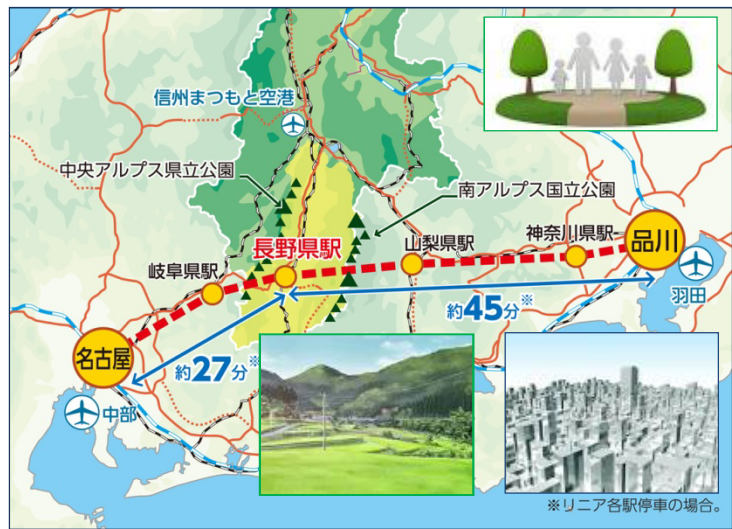 信州まつもと空港
中央アルプス県立公園
南アルプス国立公園
長野県駅
山梨県駅
神奈川県駅
品川
岐阜県駅
羽田
約45分※
名古屋
約27分※
中部
※リニア各駅停車の場合。